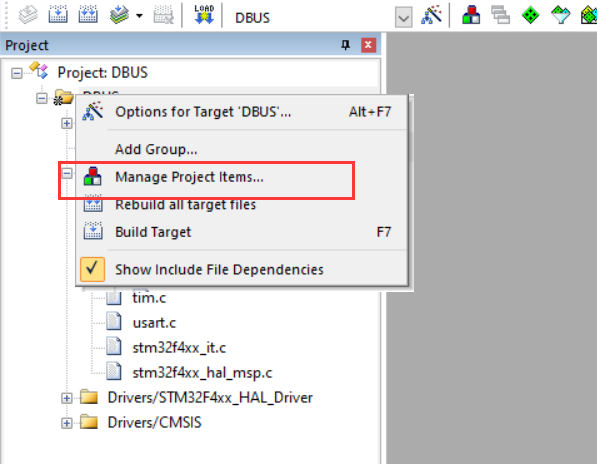 LOAD
DBUS
Project
Project: DBUS
Options for Target 'DBUS'... Alt+F7
Add Group...
Manage Project Items...
Rebuild all target files
Build Target F7
Show Include File Dependencies
tim.c
usart.c
stm32f4xx_it.c
stm32f4xx_hal_msp.c
Drivers/STM32F4xx_HAL_Driver
Drivers/CMSIS